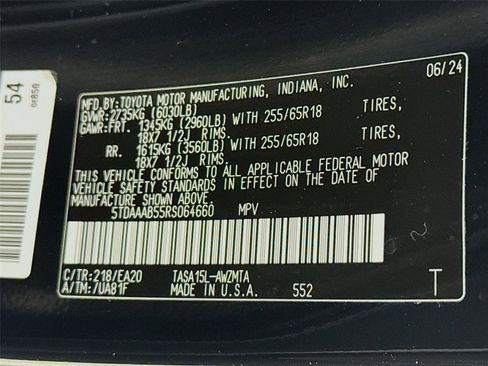 MFD.BY:TOYOTA MOTOR MANUFACTURING, INDIANA, INC. 06/24
GVWR:2735KG (6030LB)
GAWR:FRT. 1345KG (2960LB) WITH 255/65R18 TIRES,
18X7 1/2J RIMS.
RR. 1615KG (3560LB) WITH 255/65R18 TIRES,
18X7 1/2J RIMS.
THIS VEHICLE CONFORMS TO ALL APPLICABLE FEDERAL MOTOR
VEHICLE SAFETY STANDARDS IN EFFECT ON THE DATE OF
MANUFACTURE SHOWN ABOVE.
5TDAAAB55RS064660 MPV
C/TR:218/EA20 TASA15L-AWZMTA
A/TM:/UA81F MADE IN U.S.A. 552 T
54
0E850